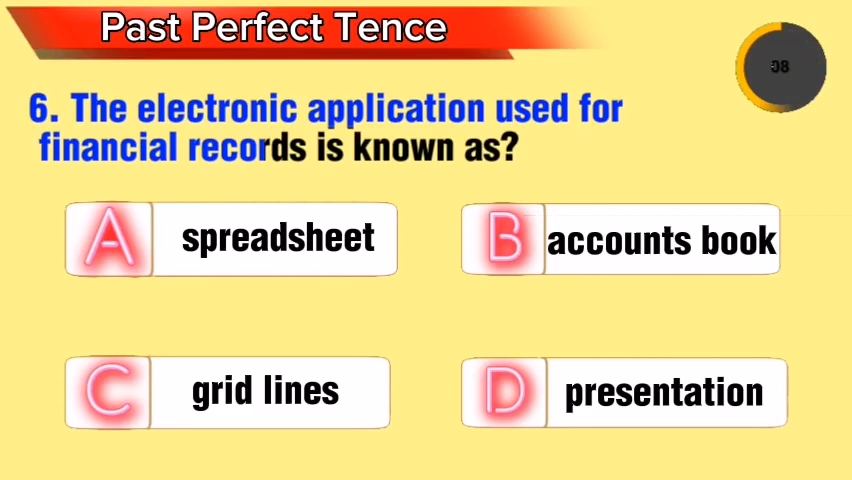 Past Perfect Tence
08
6. The electronic application used for
financial records is known as?
A spreadsheet
B accounts book
C grid lines
D presentation